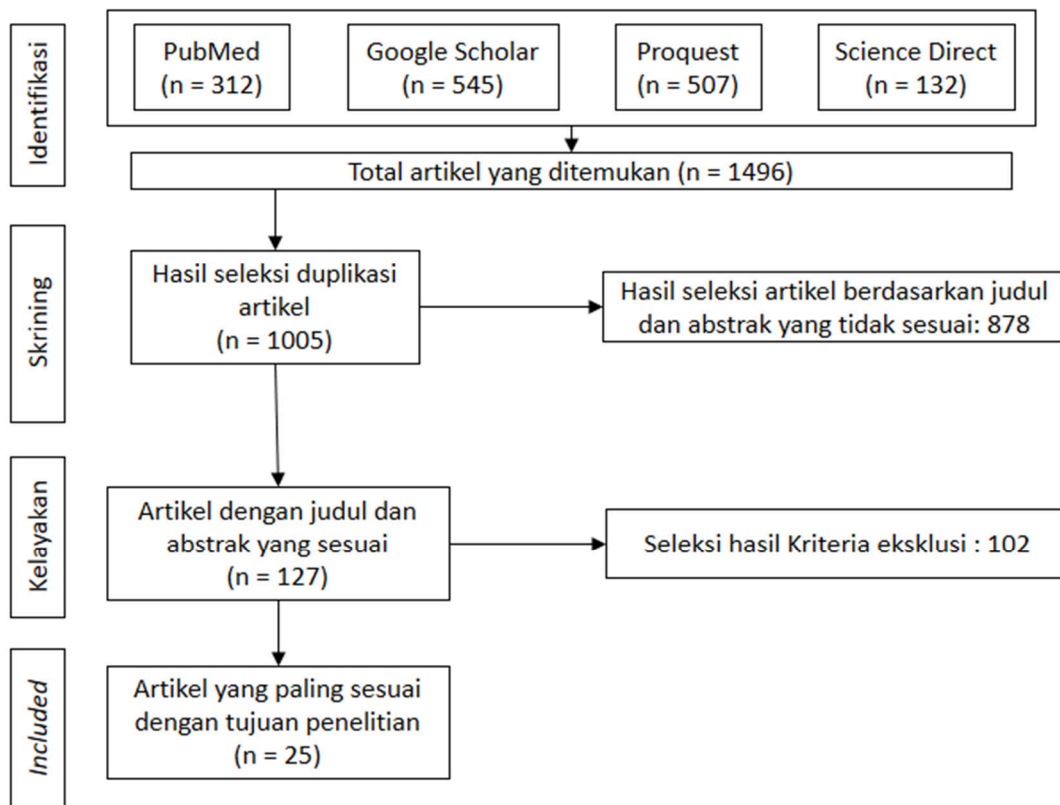 Identifikasi
PubMed
(n = 312)
Google Scholar
(n = 545)
Proquest
(n = 507)
Science Direct
(n = 132)
Total artikel yang ditemukan (n = 1496)
Skrining
Hasil seleksi duplikasi
artikel
(n = 1005)
Hasil seleksi artikel berdasarkan judul
dan abstrak yang tidak sesuai: 878
Kelayakan
Artikel dengan judul dan
abstrak yang sesuai
(n = 127)
Seleksi hasil Kriteria eksklusi : 102
Included
Artikel yang paling sesuai
dengan tujuan penelitian
(n = 25)